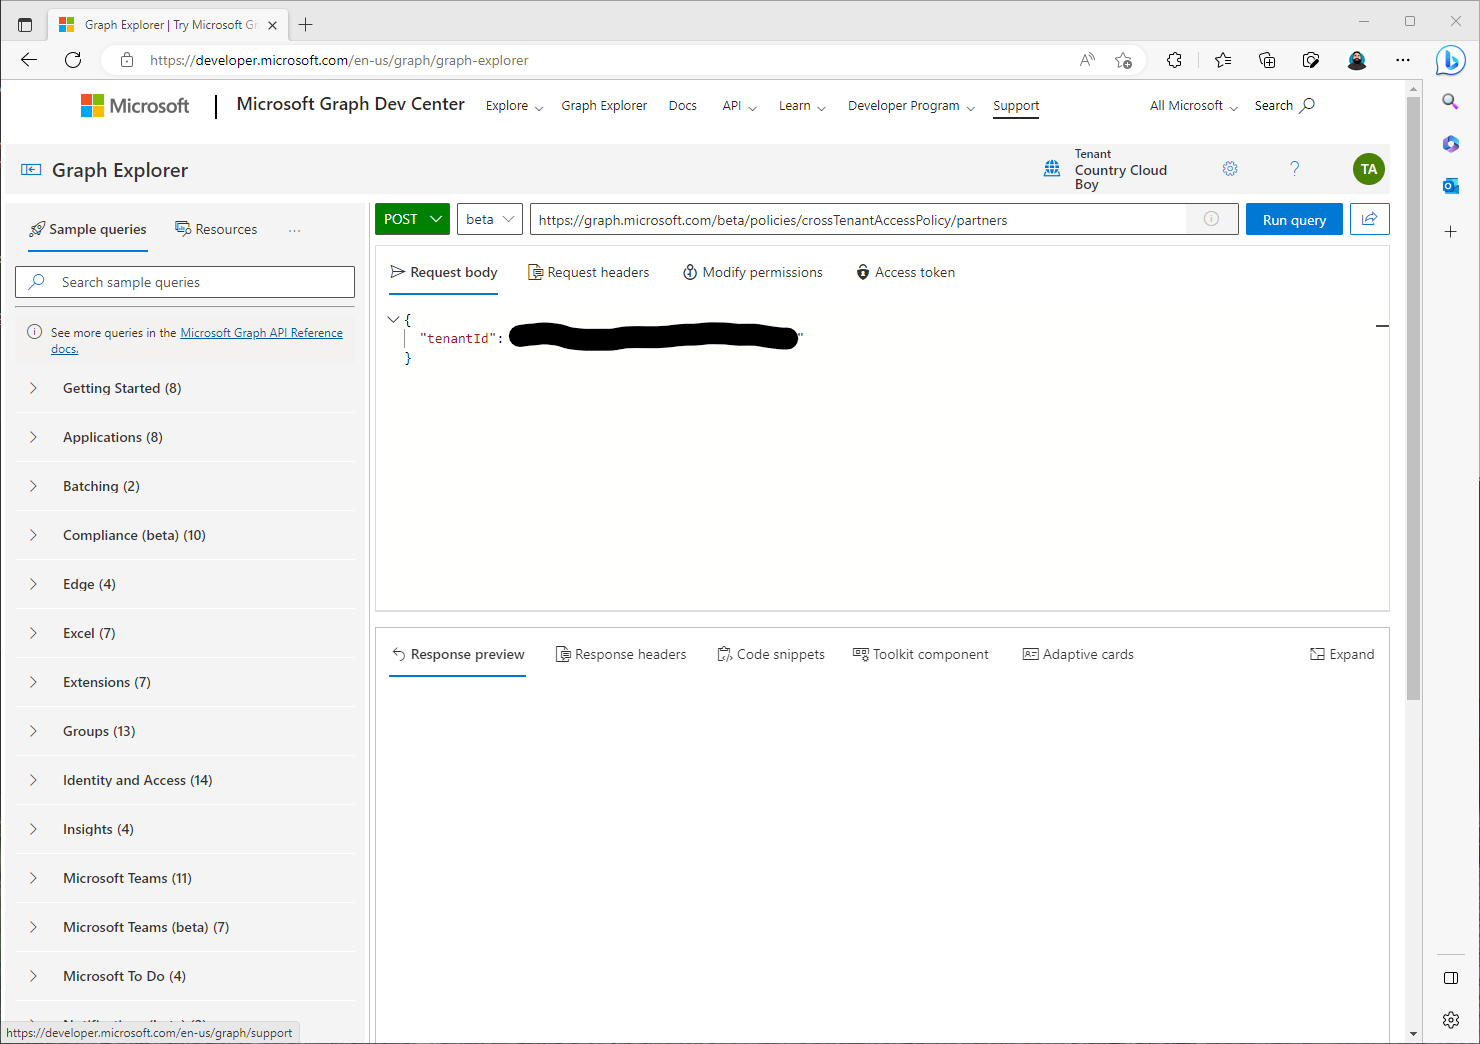 Graph Explorer | Try Microsoft Gr
https://developer.microsoft.com/en-us/graph/graph-explorer
Microsoft
Microsoft Graph Dev Center
Explore
Graph Explorer
Docs
API
Learn
Developer Program
Support
All Microsoft
Search
Graph Explorer
Tenant
Country Cloud
Boy
?
TA
Sample queries
Resources
...
POST
beta
https://graph.microsoft.com/beta/policies/crossTenantAccessPolicy/partners
Run query
Search sample queries
See more queries in the Microsoft Graph API Reference
docs.
Getting Started (8)
Applications (8)
Batching (2)
Compliance (beta) (10)
Edge (4)
Excel (7)
Extensions (7)
Groups (13)
Identity and Access (14)
Insights (4)
Microsoft Teams (11)
Microsoft Teams (beta) (7)
Microsoft To Do (4)
Request body
Request headers
Modify permissions
Access token
{
"tenantId": "
}
Response preview
Response headers
Code snippets
Toolkit component
Adaptive cards
Expand
https://developer.microsoft.com/en-us/graph/support